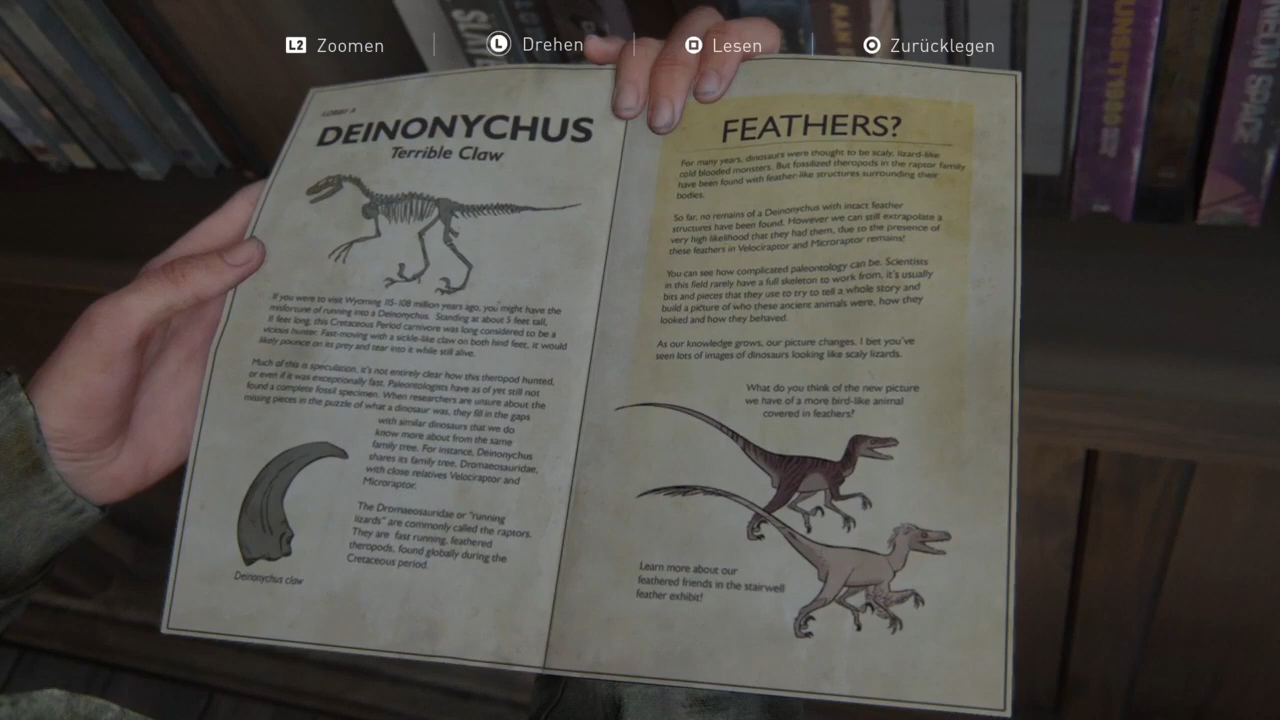 L2 Zoomen
L Drehen
Lesen
Zurücklegen
LOBBY A
DEINONYCHUS
Terrible Claw
If you were to visit Wyoming 115-108 million years ago, you might have the
misfortune of running into a Deinonychus. Standing at about 5 feet tall,
11 feet long, this Cretaceous Period carnivore was long considered to be a
vicious hunter. Fast-moving with a sickle-like claw on both hind feet, it would
likely pounce on its prey and tear into it while still alive.
Much of this is speculation, it's not entirely clear how this theropod hunted,
or even if it was exceptionally fast. Paleontologists have as of yet still not
found a complete fossil specimen. When researchers are unsure about the
missing pieces in the puzzle of what a dinosaur was, they fill in the gaps
with similar dinosaurs that we do
know more about from the same
family tree. For instance, Deinonychus
shares its family tree, Dromaeosauridae,
with close relatives Velociraptor and
Microraptor.
The Dromaeosauridae or "running
lizards" are commonly called the raptors.
They are fast running, feathered
theropods, found globally during the
Cretaceous period.
Deinonychus claw
FEATHERS?
For many years, dinosaurs were thought to be scaly, lizard-like
cold blooded monsters. But fossilized theropods in the raptor family
have been found with feather-like structures surrounding their
bodies.
So far, no remains of a Deinonychus with intact feather
structures have been found. However we can still extrapolate a
very high likelihood that they had them, due to the presence of
these feathers in Velociraptor and Microraptor remains!
You can see how complicated paleontology can be. Scientists
in this field rarely have a full skeleton to work from, it's usually
bits and pieces that they use to try to tell a whole story and
build a picture of who these ancient animals were, how they
looked and how they behaved.
As our knowledge grows, our picture changes. I bet you've
seen lots of images of dinosaurs looking like scaly lizards.
What do you think of the new picture
we have of a more bird-like animal
covered in feathers?
Learn more about our
feathered friends in the stairwell
feather exhibit!